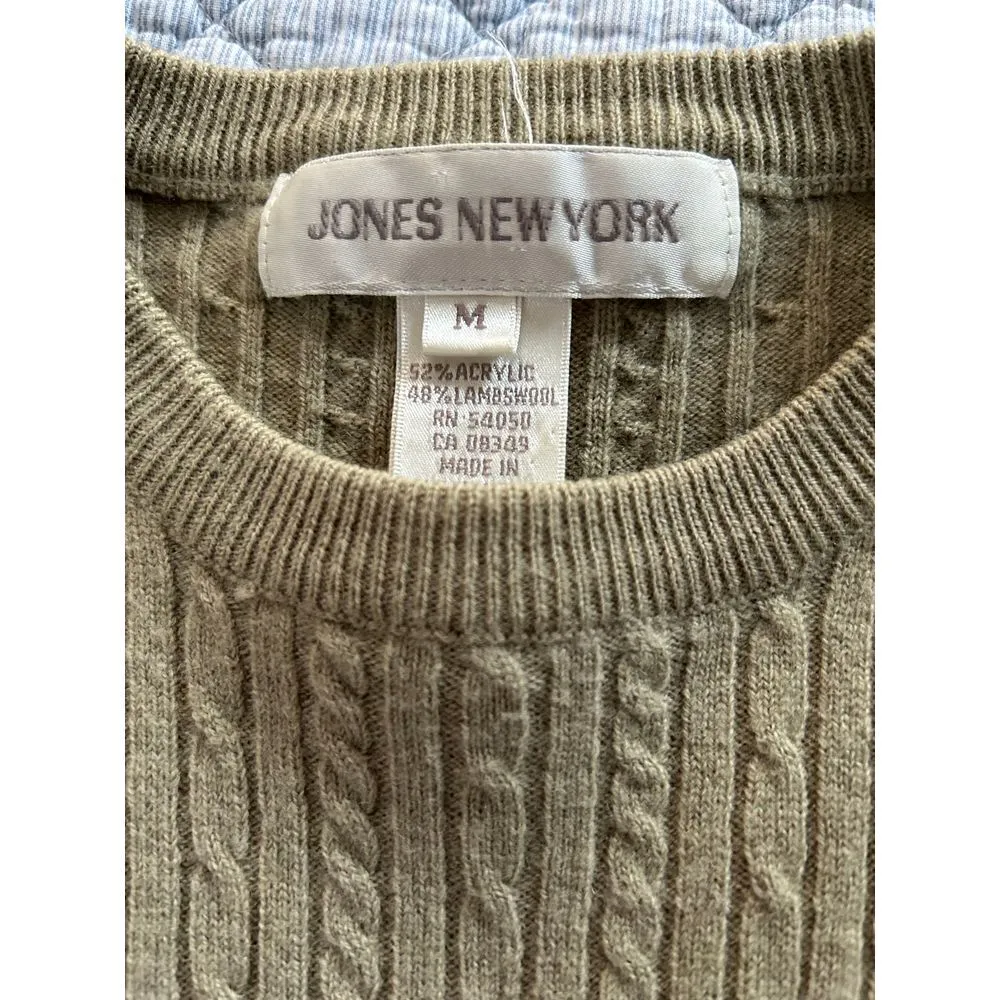 JONES NEW YORK
M
52% ACRYLIC
48% LAMBSWOOL
RN 54050
CA 08349
MADE IN